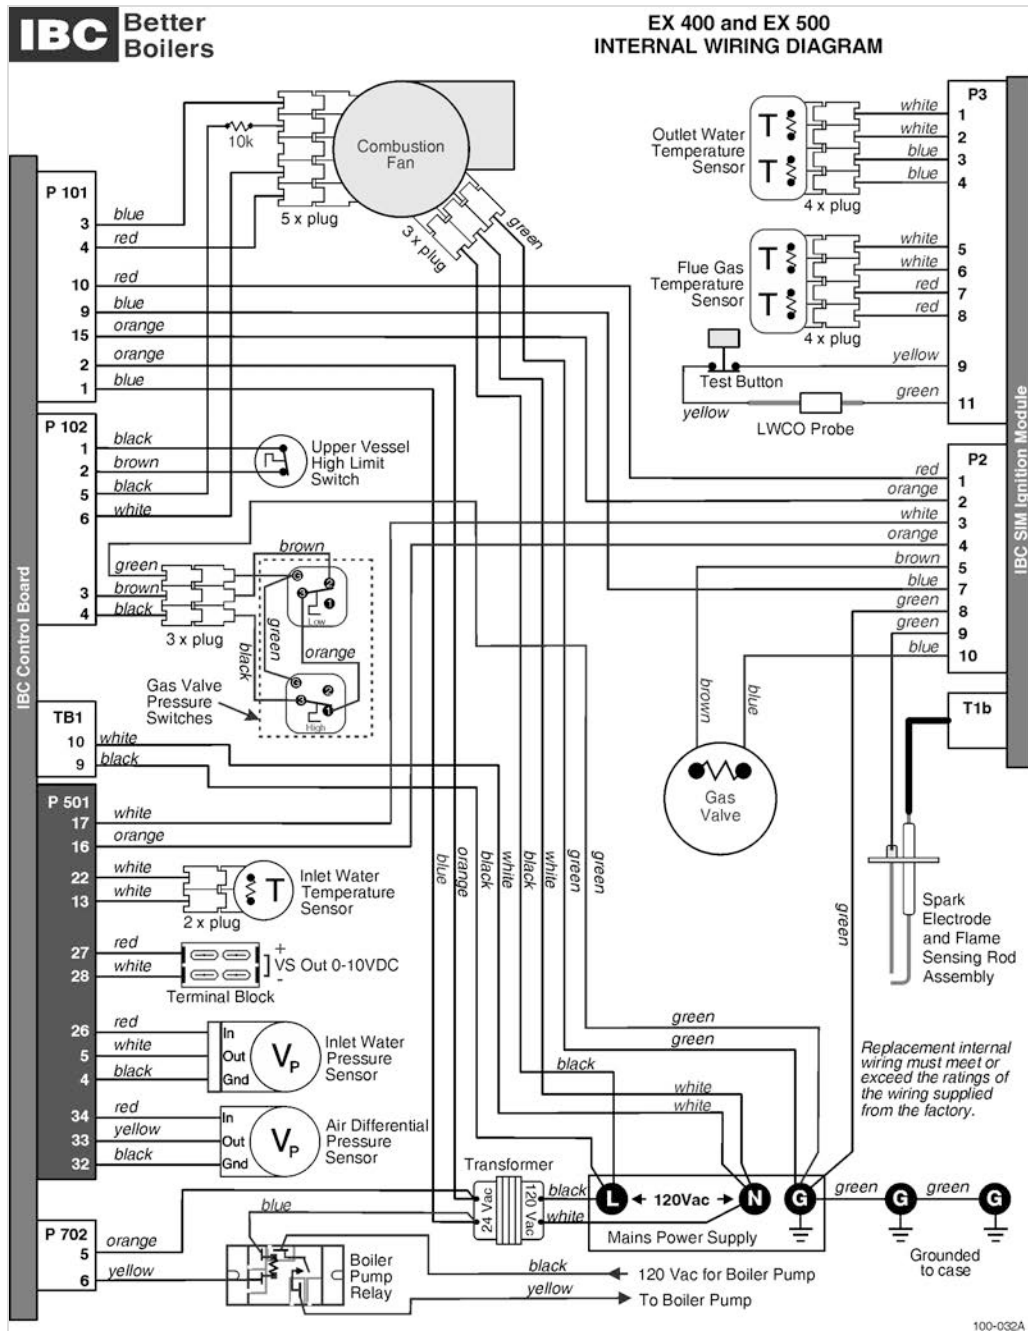 IBC Better Boilers
EX 400 and EX 500
INTERNAL WIRING DIAGRAM
IBC Control Board
P 101
3 blue
4 red
10 red
9 blue
15 orange
2 orange
1 blue
10k
5 x plug
Combustion
Fan
3 x plug
green
P 102
1 black
2 brown
5 black
6 white
Upper Vessel
High Limit
Switch
green
3 brown
4 black
3 x plug
brown
G
2
3
1
Low
green
orange
black
G
2
3
1
High
Gas Valve
Pressure
Switches
TB1
10 white
9 black
P 501
17 white
16 orange
22 white
13 white
2 x plug
T
Inlet Water
Temperature
Sensor
27 red
28 white
+
VS Out 0-10VDC
-
Terminal Block
26 red
5 white
4 black
In
Out
Gnd
VP
Inlet Water
Pressure
Sensor
34 red
33 yellow
32 black
In
Out
Gnd
VP
Air Differential
Pressure
Sensor
P 702
5 orange
6 yellow
blue
Boiler
Pump
Relay
black
120 Vac for Boiler Pump
yellow
To Boiler Pump
Transformer
24 Vac
120 Vac
black
white
L
120Vac
N
G
Mains Power Supply
green
G
green
G
Grounded
to case
blue
orange
black
white
black
white
green
green
green
green
black
white
white
green
IBC SIM Ignition Module
P3
Outlet Water
Temperature
Sensor
T
T
4 x plug
white 1
white 2
blue 3
blue 4
Flue Gas
Temperature
Sensor
T
T
4 x plug
white 5
white 6
red 7
red 8
yellow 9
Test Button
green 11
yellow
LWCO Probe
P2
red 1
orange 2
white 3
orange 4
brown 5
blue 7
green 8
green 9
blue 10
T1b
brown
blue
Gas
Valve
Spark
Electrode
and Flame
Sensing Rod
Assembly
Replacement internal
wiring must meet or
exceed the ratings of
the wiring supplied
from the factory.
100-032A